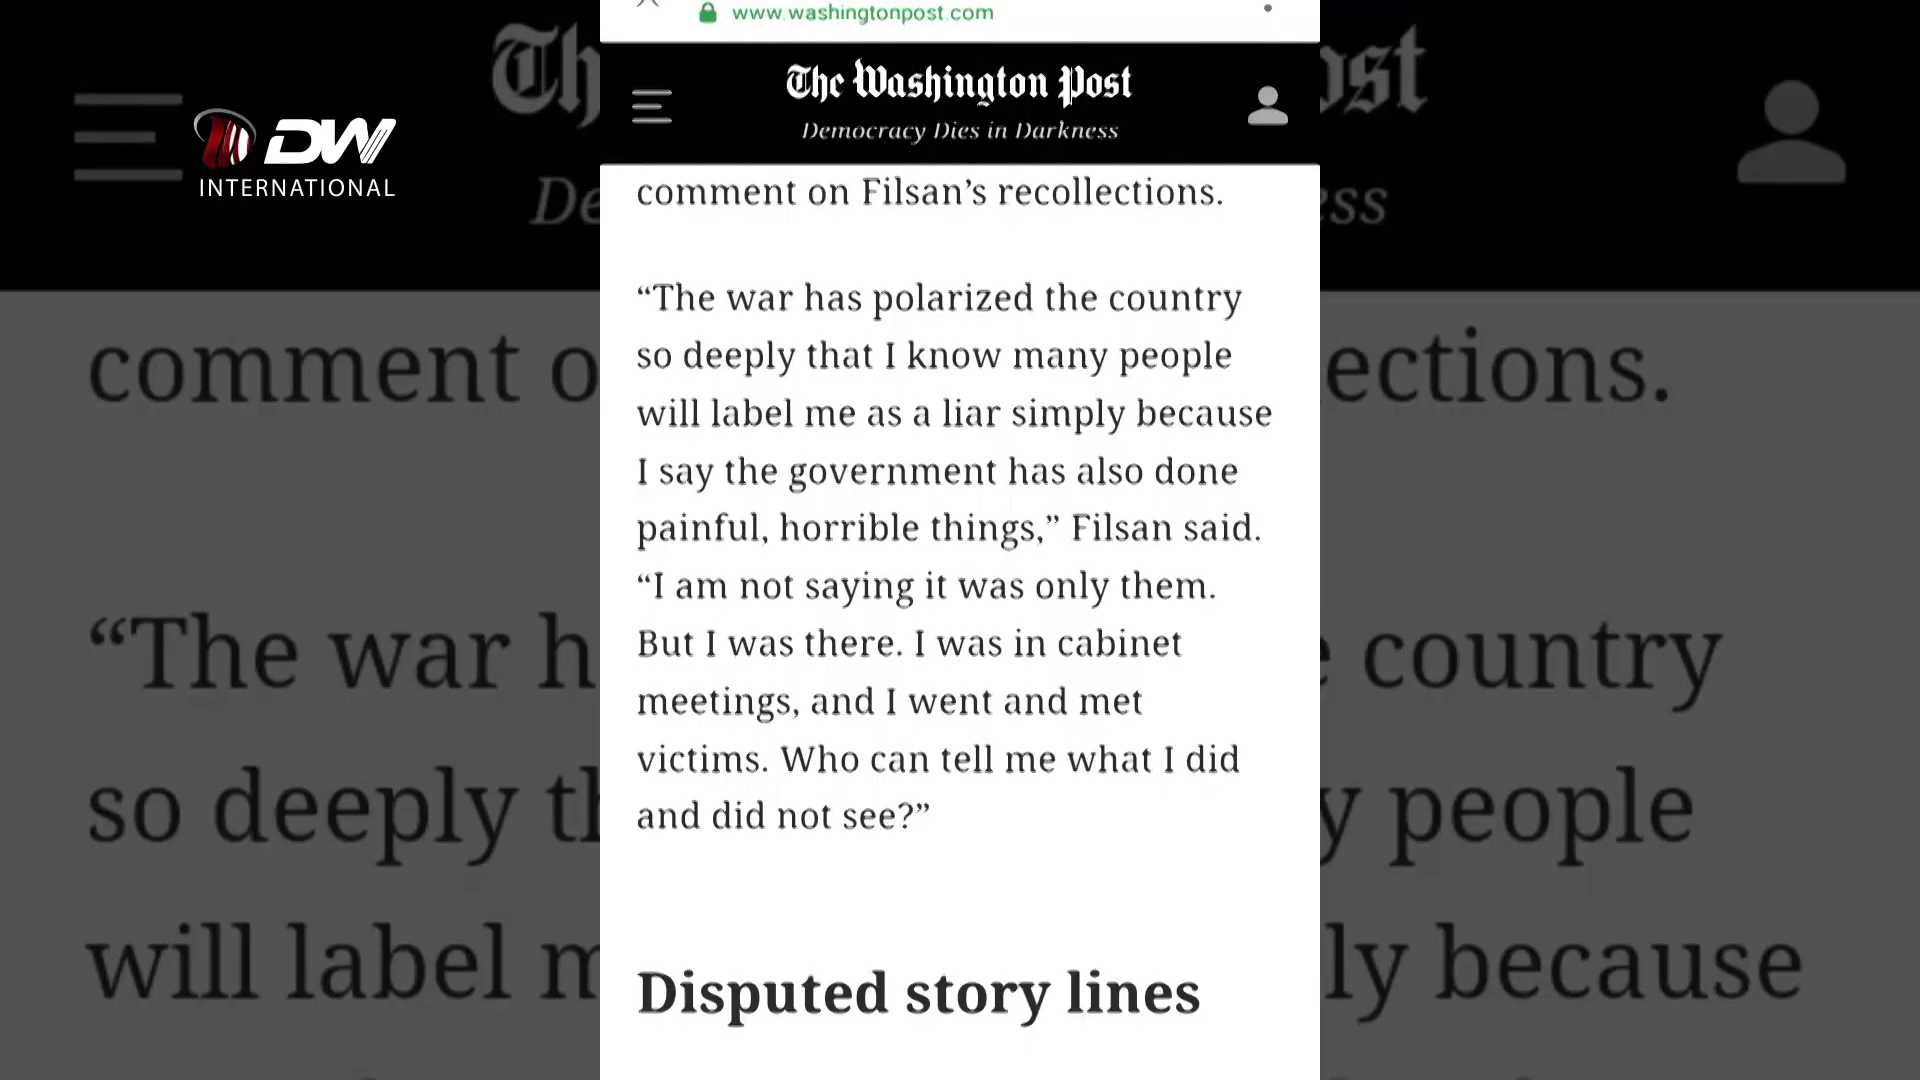 www.washingtonpost.com
The Washington Post
Democracy Dies in Darkness
DW
INTERNATIONAL
comment on Filsan’s recollections.
“The war has polarized the country
so deeply that I know many people
will label me as a liar simply because
I say the government has also done
painful, horrible things,” Filsan said.
“I am not saying it was only them.
But I was there. I was in cabinet
meetings, and I went and met
victims. Who can tell me what I did
and did not see?”
Disputed story lines